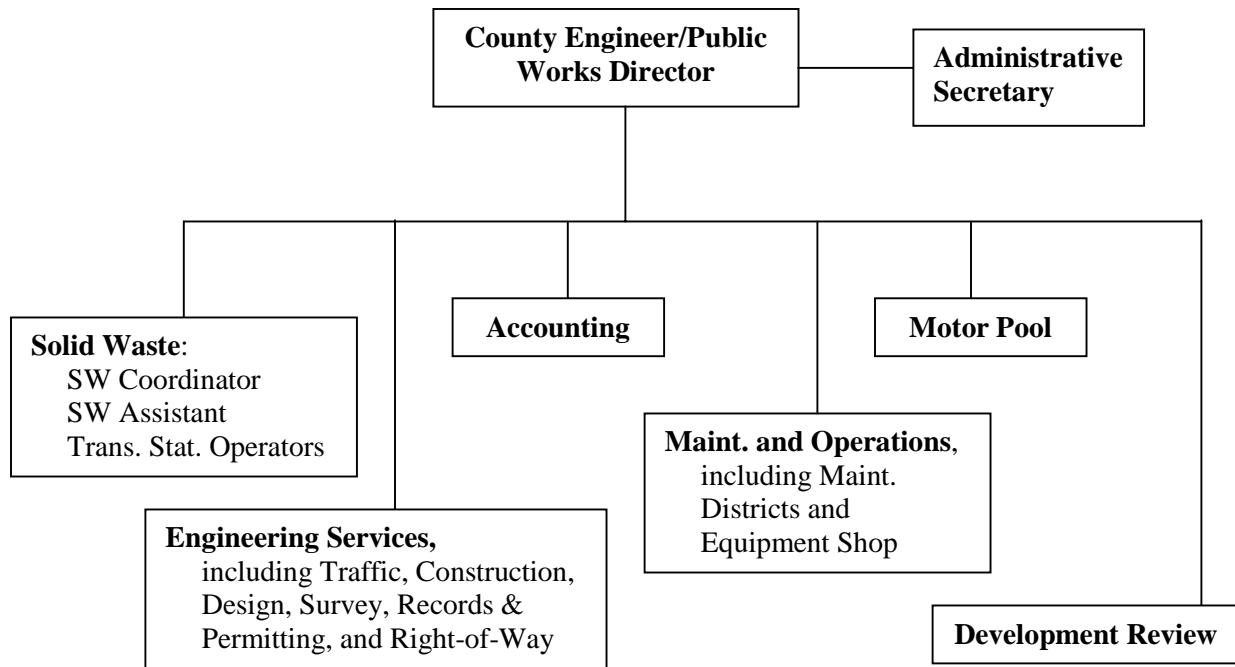 County Engineer/Public
Works Director
Administrative
Secretary
Solid Waste:
SW Coordinator
SW Assistant
Trans. Stat. Operators
Engineering Services,
including Traffic, Construction,
Design, Survey, Records &
Permitting, and Right-of-Way
Accounting
Maint. and Operations,
including Maint.
Districts and
Equipment Shop
Motor Pool
Development Review